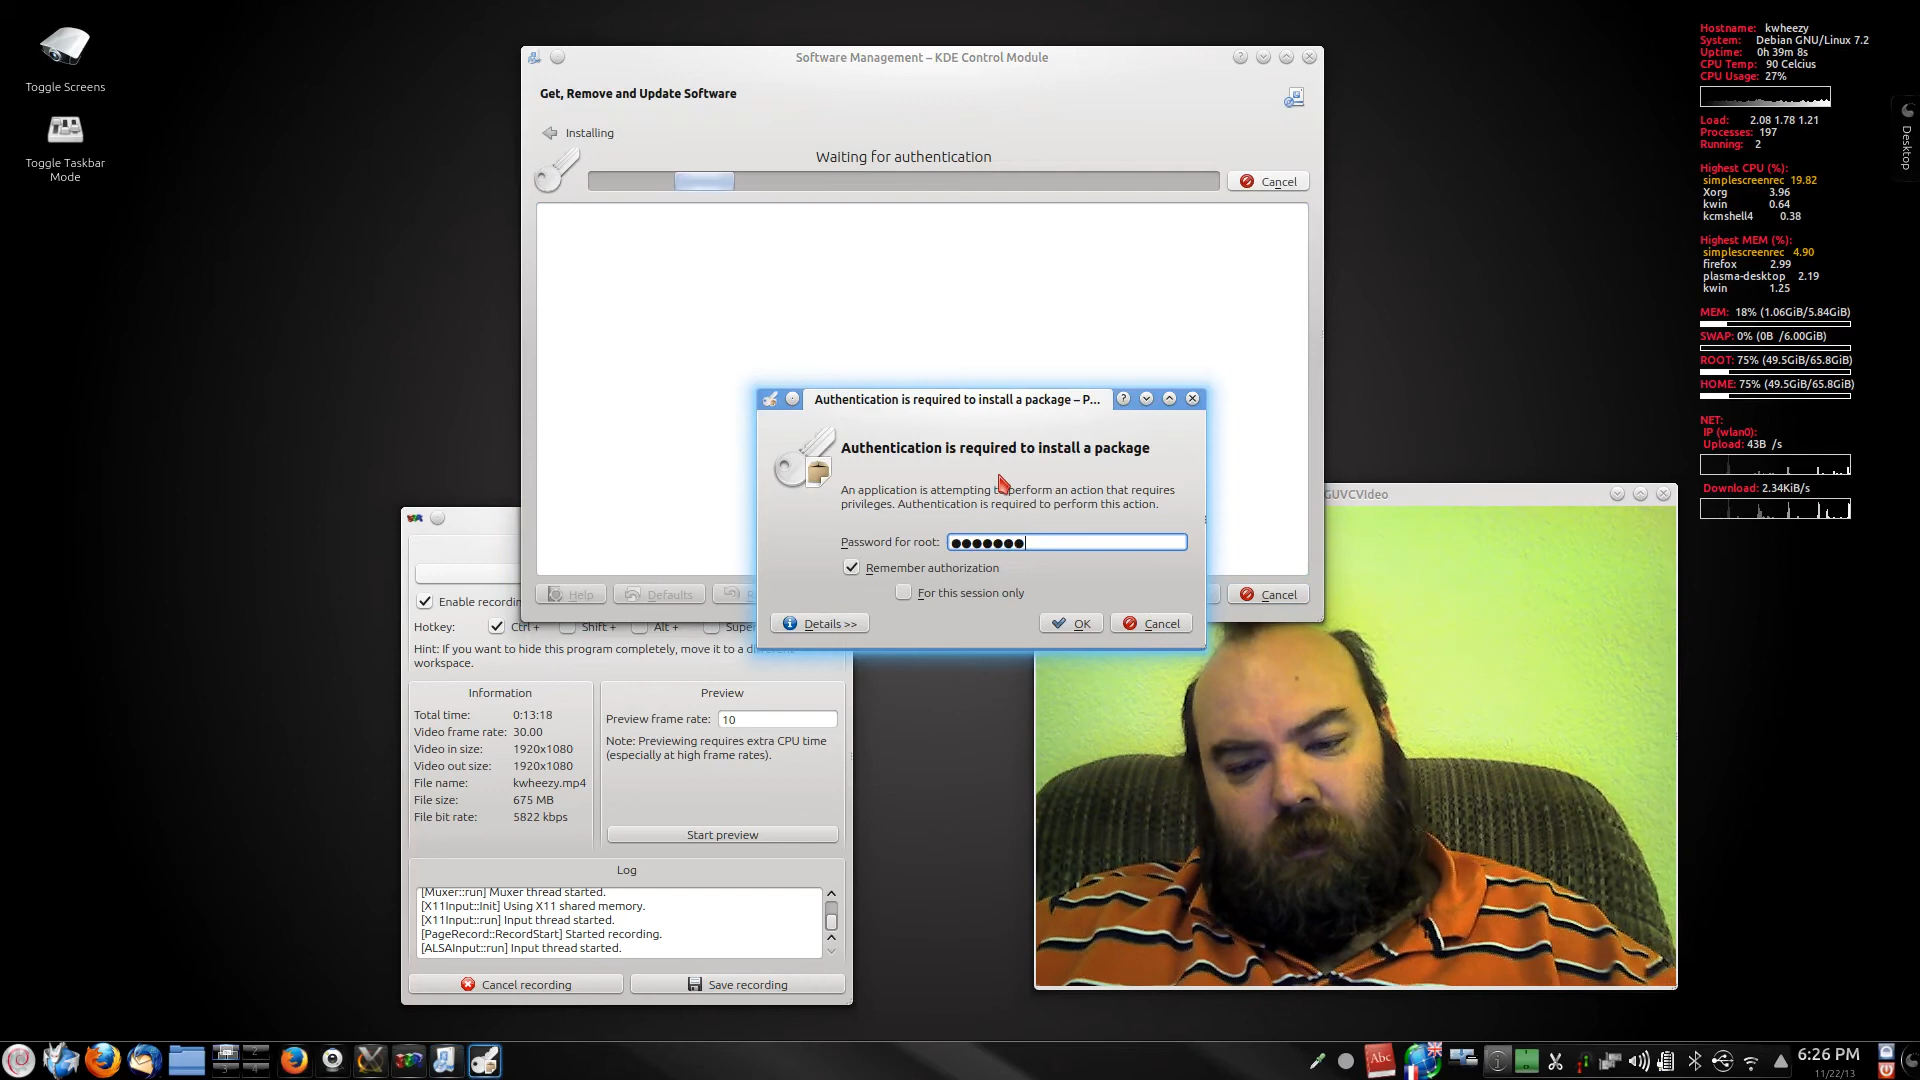 Toggle Screens
Toggle Taskbar
Mode
Software Management – KDE Control Module
Get, Remove and Update Software
Installing
Waiting for authentication
Cancel
Help
Defaults
R
Cancel
Authentication is required to install a package – P...
Authentication is required to install a package
An application is attempting to perform an action that requires
privileges. Authentication is required to perform this action.
Password for root: ●●●●●●●
Remember authorization
For this session only
Details >>
OK
Cancel
Enable recordin
Hotkey:
Ctrl +
Shift +
Alt +
Super
Hint: If you want to hide this program completely, move it to a different
workspace.
Information
Total time: 0:13:18
Video frame rate: 30.00
Video in size: 1920x1080
Video out size: 1920x1080
File name: kwheezy.mp4
File size: 675 MB
File bit rate: 5822 kbps
Preview
Preview frame rate: 10
Note: Previewing requires extra CPU time
(especially at high frame rates).
Start preview
Log
[Muxer::run] Muxer thread started.
[X11Input::Init] Using X11 shared memory.
[X11Input::run] Input thread started.
[PageRecord::RecordStart] Started recording.
[ALSAInput::run] Input thread started.
Cancel recording
Save recording
GUVCVideo
Hostname: kwheezy
System: Debian GNU/Linux 7.2
Uptime: 0h 39m 8s
CPU Temp: 90 Celcius
CPU Usage: 27%
Load: 2.08 1.78 1.21
Processes: 197
Running: 2
Highest CPU (%):
simplescreenrec 19.82
Xorg 3.96
kwin 0.64
kcmshell4 0.38
Highest MEM (%):
simplescreenrec 4.90
firefox 2.99
plasma-desktop 2.19
kwin 1.25
MEM: 18% (1.06GiB/5.84GiB)
SWAP: 0% (0B /6.00GiB)
ROOT: 75% (49.5GiB/65.8GiB)
HOME: 75% (49.5GiB/65.8GiB)
NET:
IP (wlan0):
Upload: 43B /s
Download: 2.34KiB/s
Desktop
2
3
4
Abc
6:26 PM
11/22/13